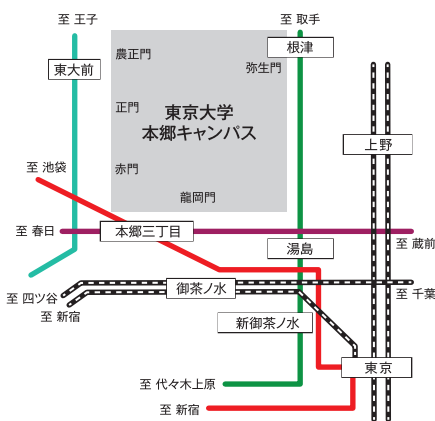 至 王子
至 取手
東大前
農正門
根津
弥生門
正門
東京大学
本郷キャンパス
上野
至 池袋
赤門
龍岡門
至 春日
本郷三丁目
至 蔵前
湯島
至 四ツ谷
御茶ノ水
至 千葉
至 新宿
新御茶ノ水
東京
至 代々木上原
至 新宿